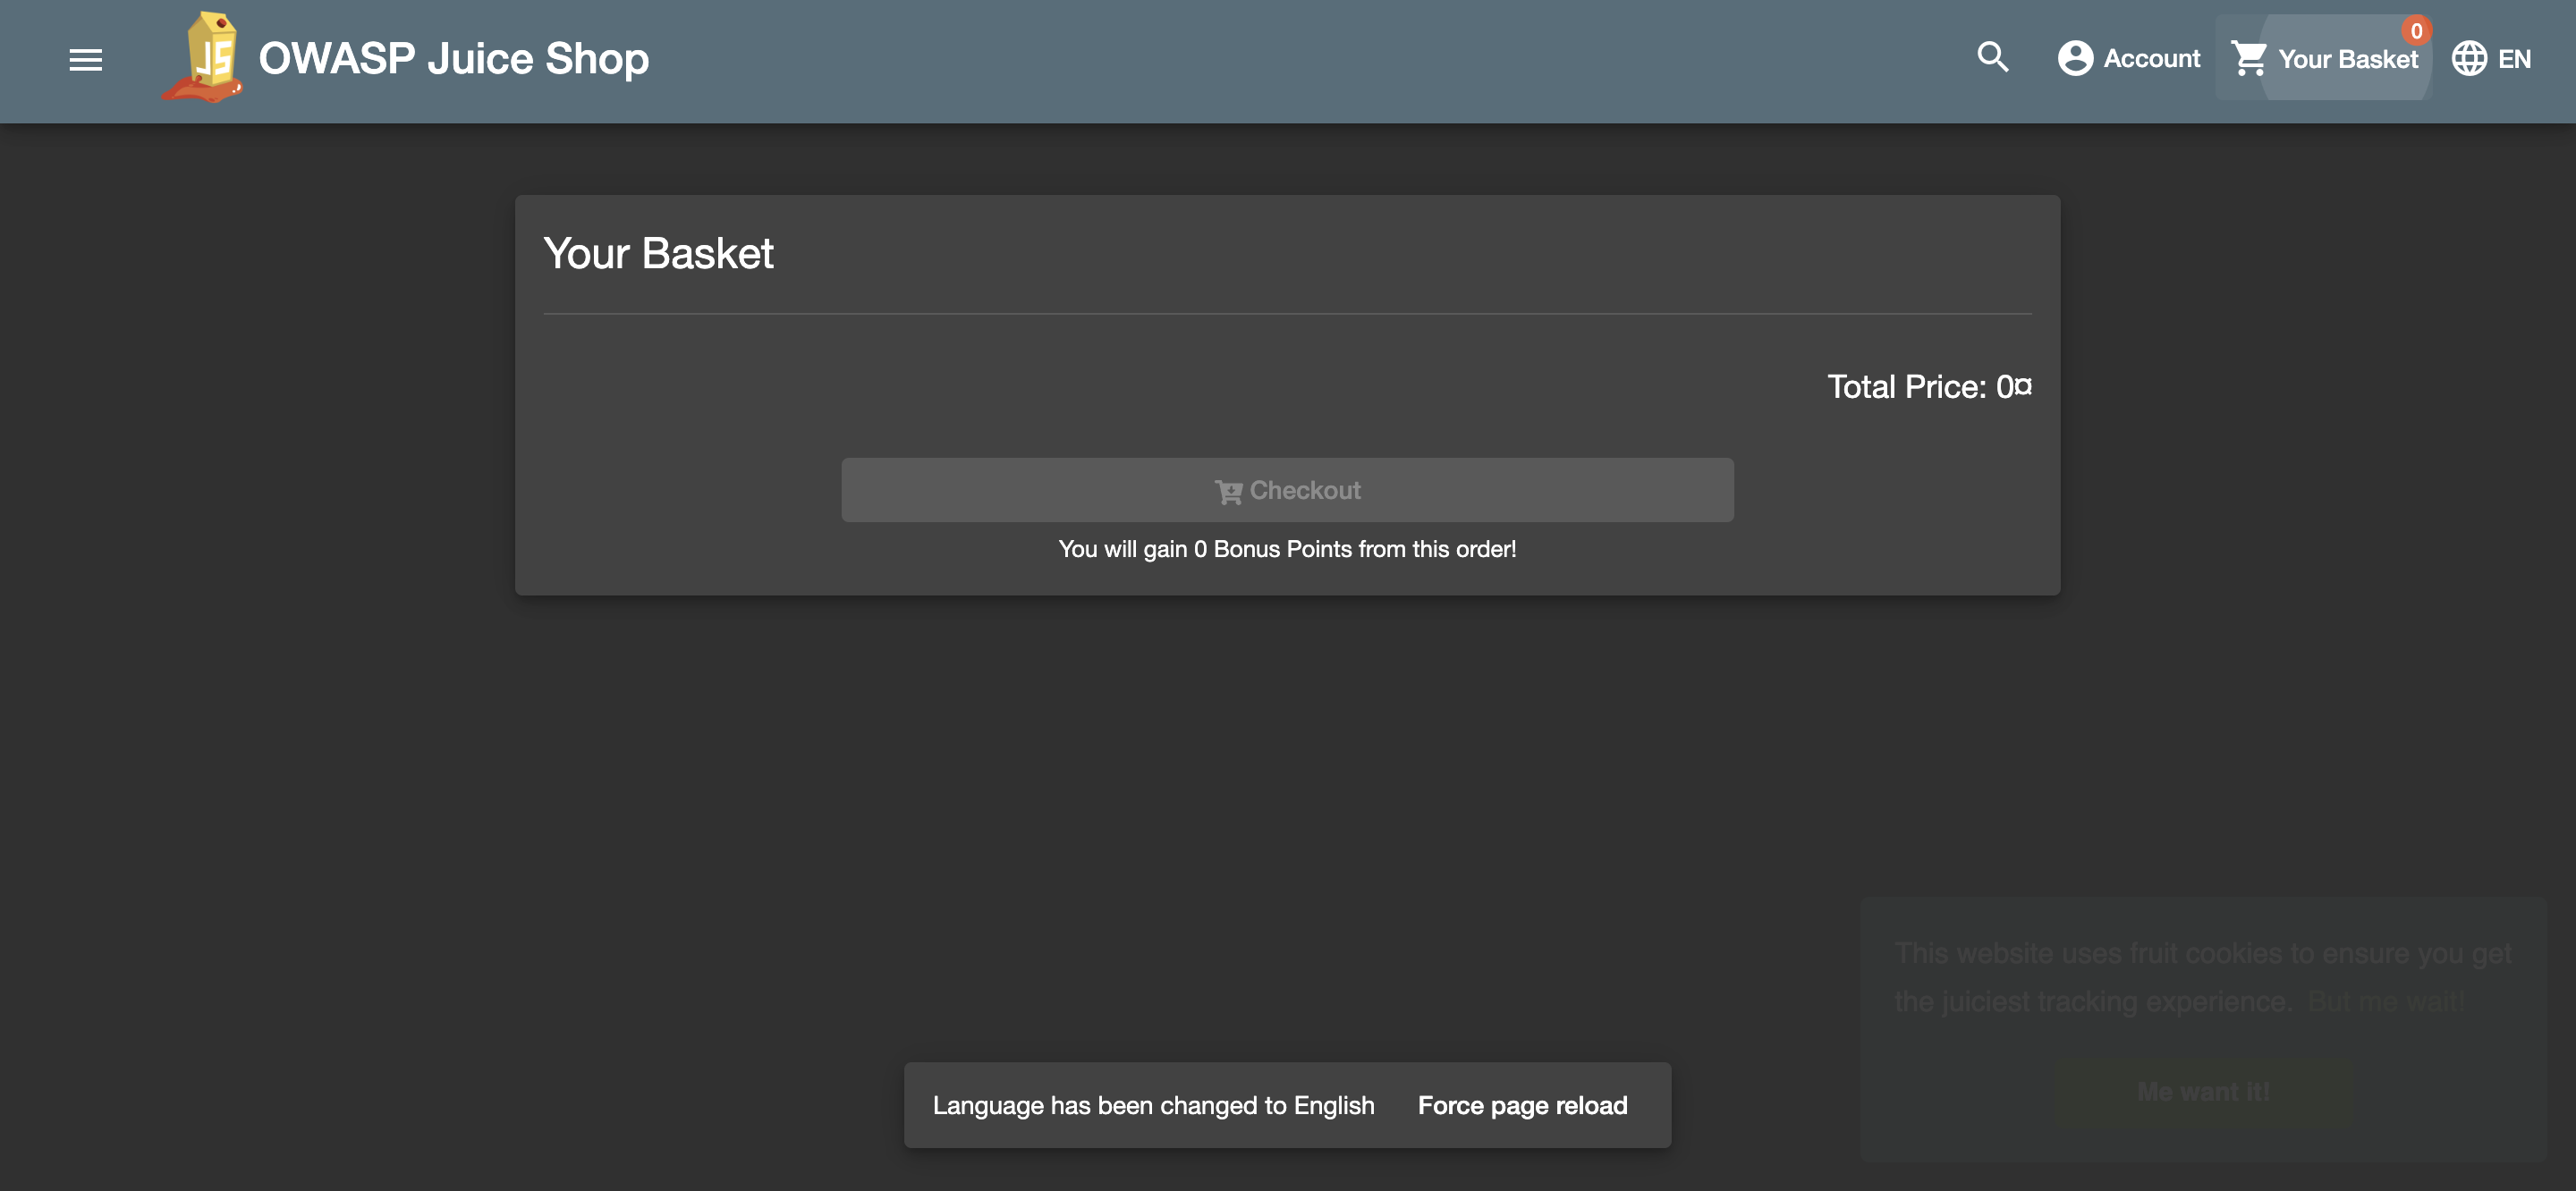 JS
OWASP Juice Shop
Account
0
Your Basket
EN
Your Basket
Total Price: 0¤
Checkout
You will gain 0 Bonus Points from this order!
This website uses fruit cookies to ensure you get
the juiciest tracking experience. But me wait!
Me want it!
Language has been changed to English
Force page reload